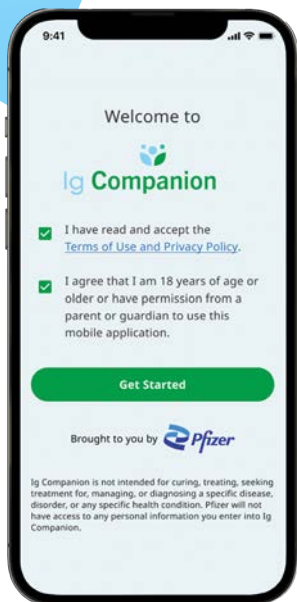 9:41
Welcome to
Ig Companion
I have read and accept the
Terms of Use and Privacy Policy.
I agree that I am 18 years of age or
older or have permission from a
parent or guardian to use this
mobile application.
Get Started
Brought to you by Pfizer
Ig Companion is not intended for curing, treating, seeking
treatment for, managing, or diagnosing a specific disease,
disorder, or any specific health condition. Pfizer will not
have access to any personal information you enter into Ig
Companion.